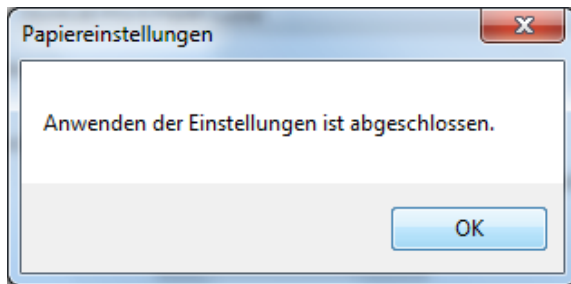 Papiereinstellungen
Anwenden der Einstellungen ist abgeschlossen.
OK